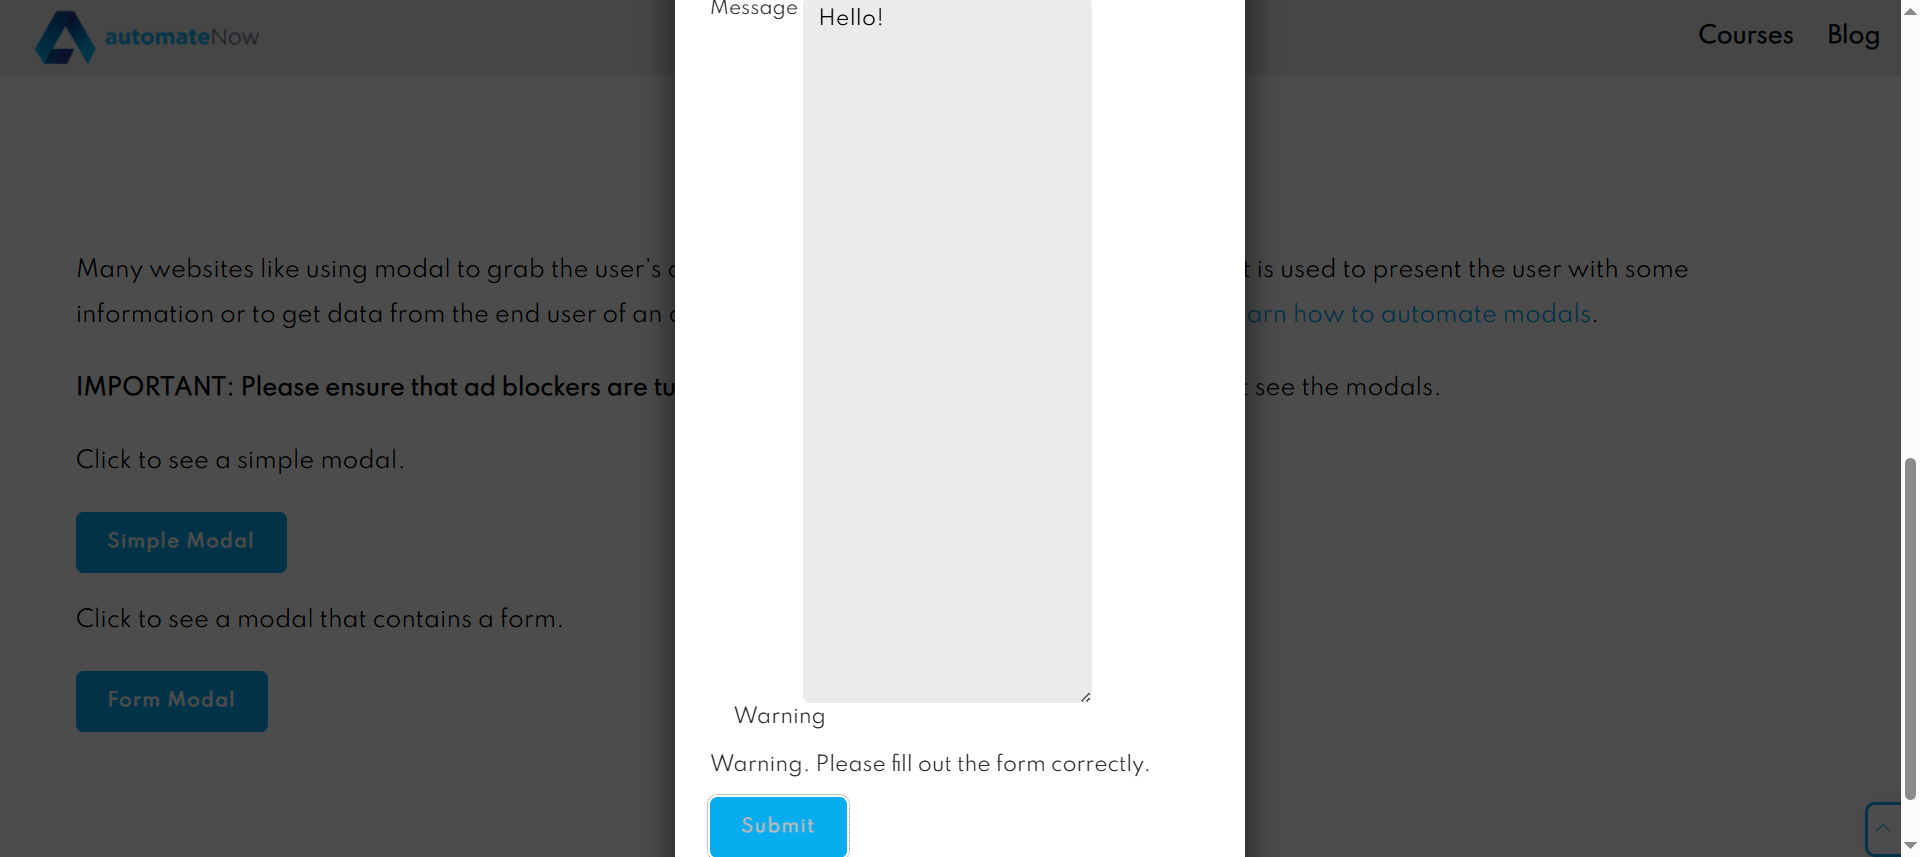 automateNow
Courses
Blog
Message
Hello!
Many websites like using modal to grab the user's
t is used to present the user with some
information or to get data from the end user of an
arn how to automate modals.
IMPORTANT: Please ensure that ad blockers are tu
see the modals.
Click to see a simple modal.
Simple Modal
Click to see a modal that contains a form.
Form Modal
Warning
Warning. Please fill out the form correctly.
Submit